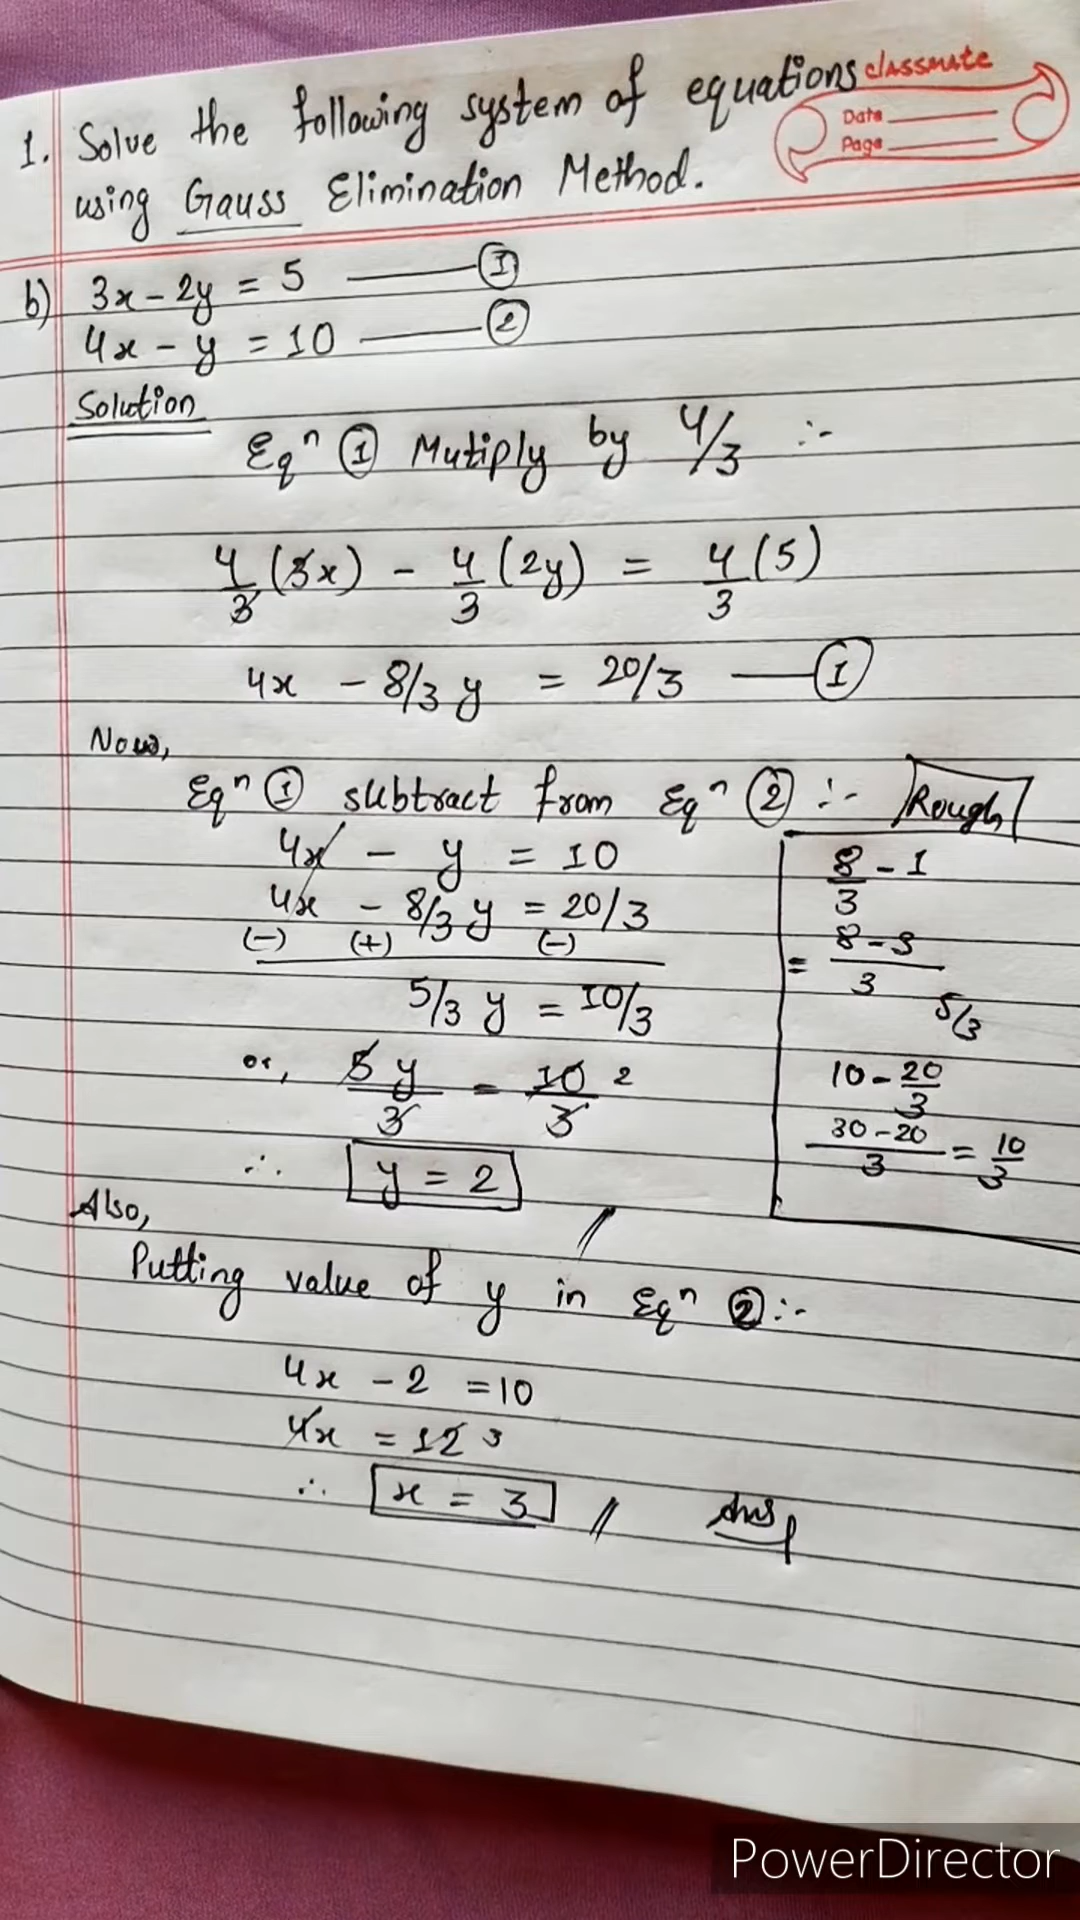 classmate
Date
Page
1. Solve the following system of equations
using Gauss Elimination Method.
b) 3x - 2y = 5 —— ①
4x - y = 10 —— ②
Solution
Eqⁿ ① Mutiply by 4/3 :-
4/3 (3x) - 4/3 (2y) = 4/3 (5)
4x - 8/3 y = 20/3 —— ①
Now,
Eqⁿ ① subtract from Eqⁿ ② :-
4x - y = 10
4x - 8/3 y = 20/3
(-) (+) (-)
5/3 y = 10/3
or, 5y/3 = 10/3 2
∴ y = 2
Rough
8/3 - 1
= 8-3/3
5/3
10 - 20/3
30-20/3 = 10/3
Also,
Putting value of y in Eqⁿ ② :-
4x - 2 = 10
4x = 12 3
∴ x = 3 // Ans
PowerDirector